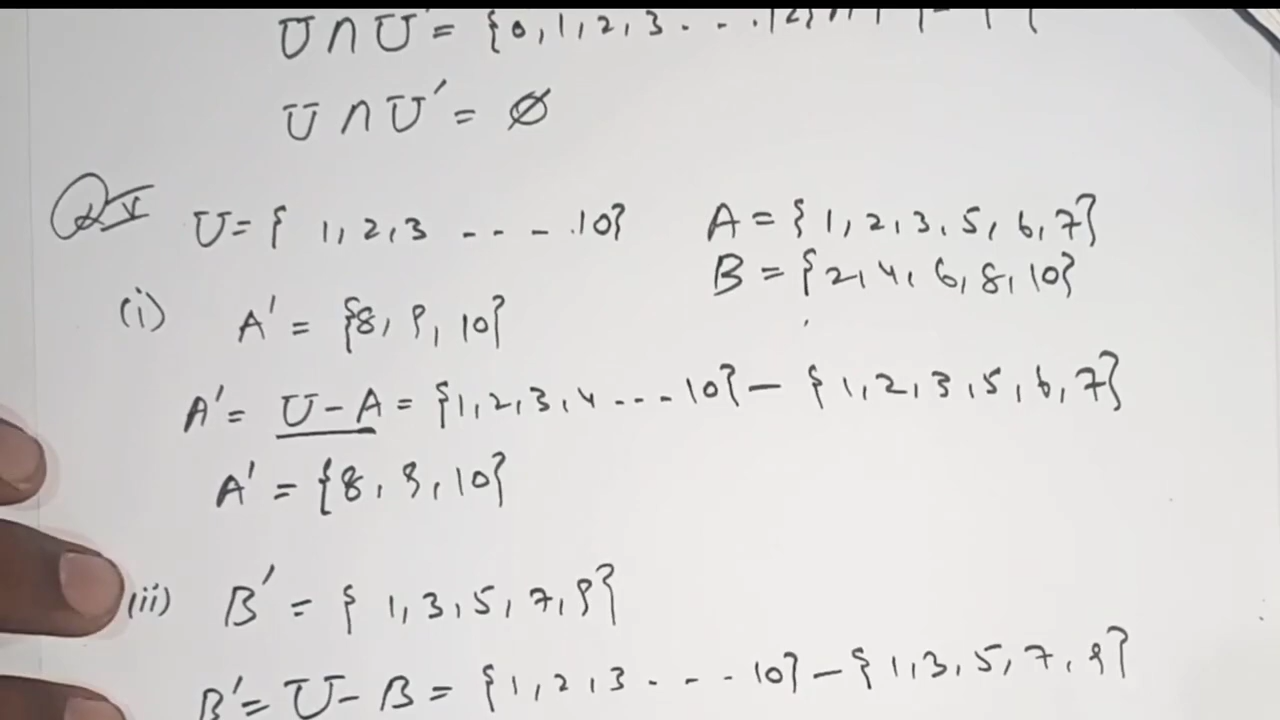 U ∩ U' = {0, 1, 2, 3 - - . 12} ∩
U ∩ U' = ∅
Q V U = { 1, 2, 3 - - - . 10} A = { 1, 2, 3, 5, 6, 7}
B = {2, 4, 6, 8, 10}
(i) A' = {8, 9, 10}
A' = U - A = {1, 2, 3, 4 - - - 10} - { 1, 2, 3, 5, 6, 7}
A' = {8, 9, 10}
(ii) B' = { 1, 3, 5, 7, 9}
B' = U - B = {1, 2, 3 - - - 10} - {1, 3, 5, 7, 9}